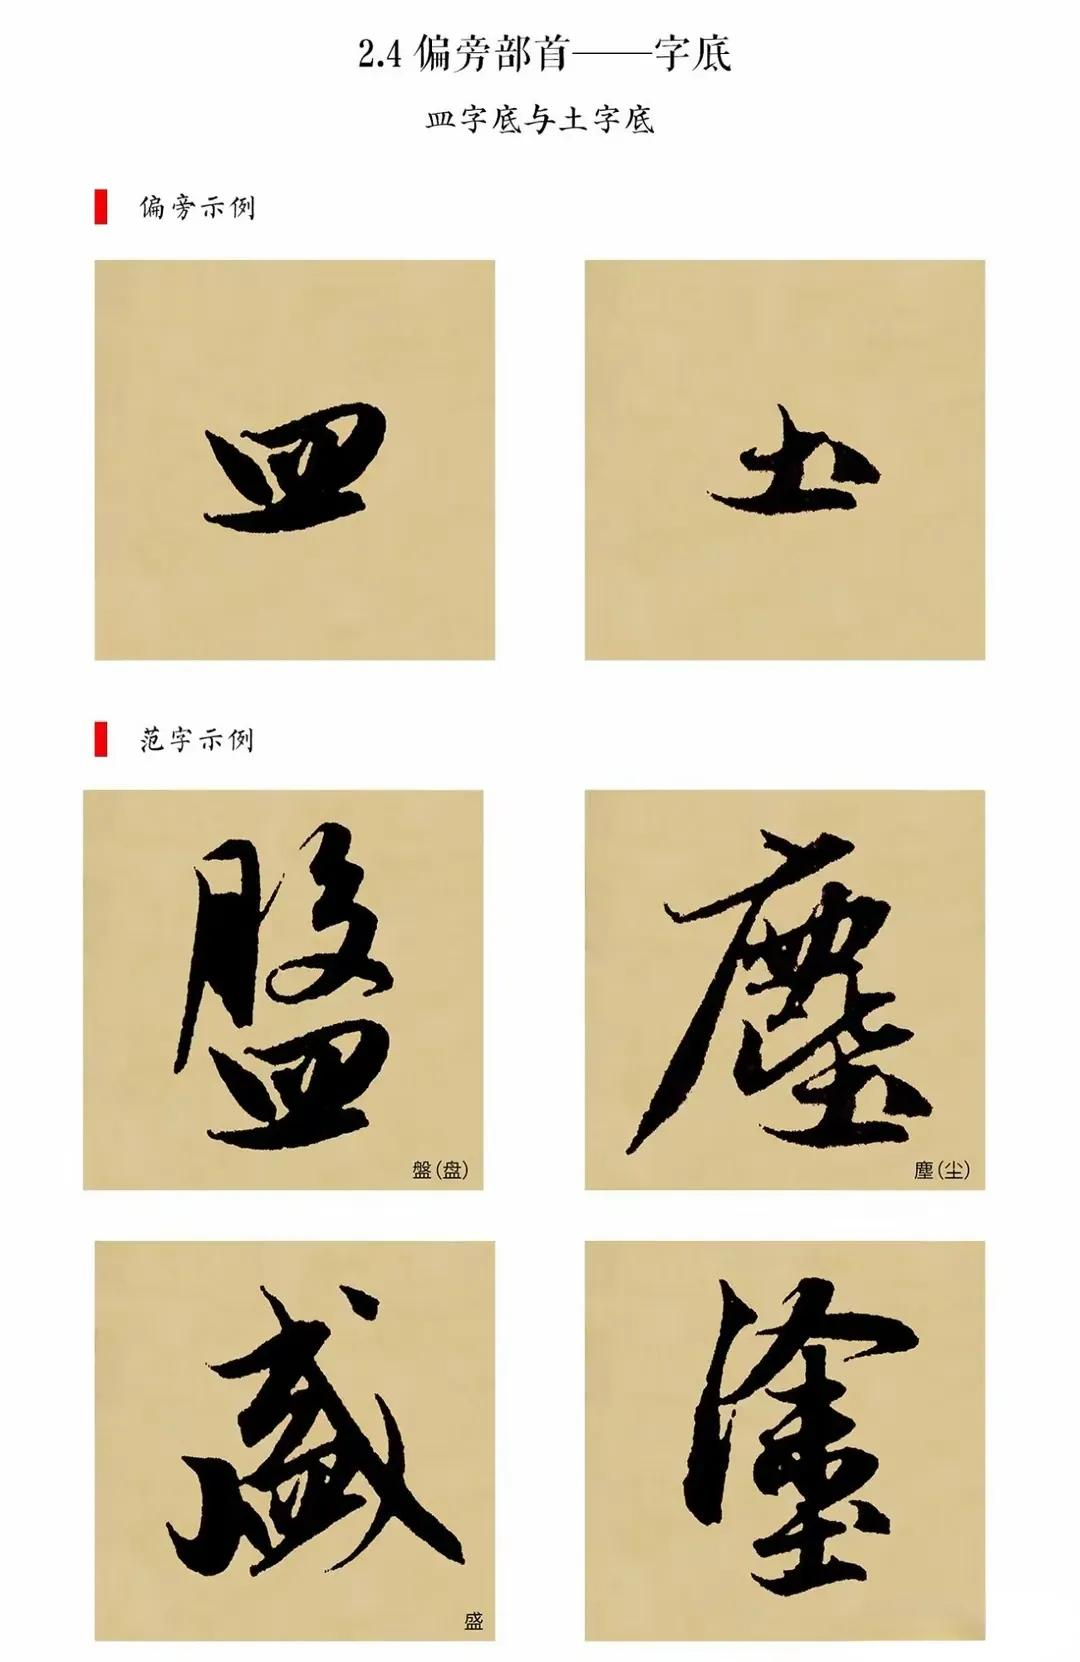 2.4 偏旁部首——字底
皿字底与土字底
偏旁示例
皿 土
范字示例
盤 塵
盤(盘) 塵(尘)
盛 塗
盛